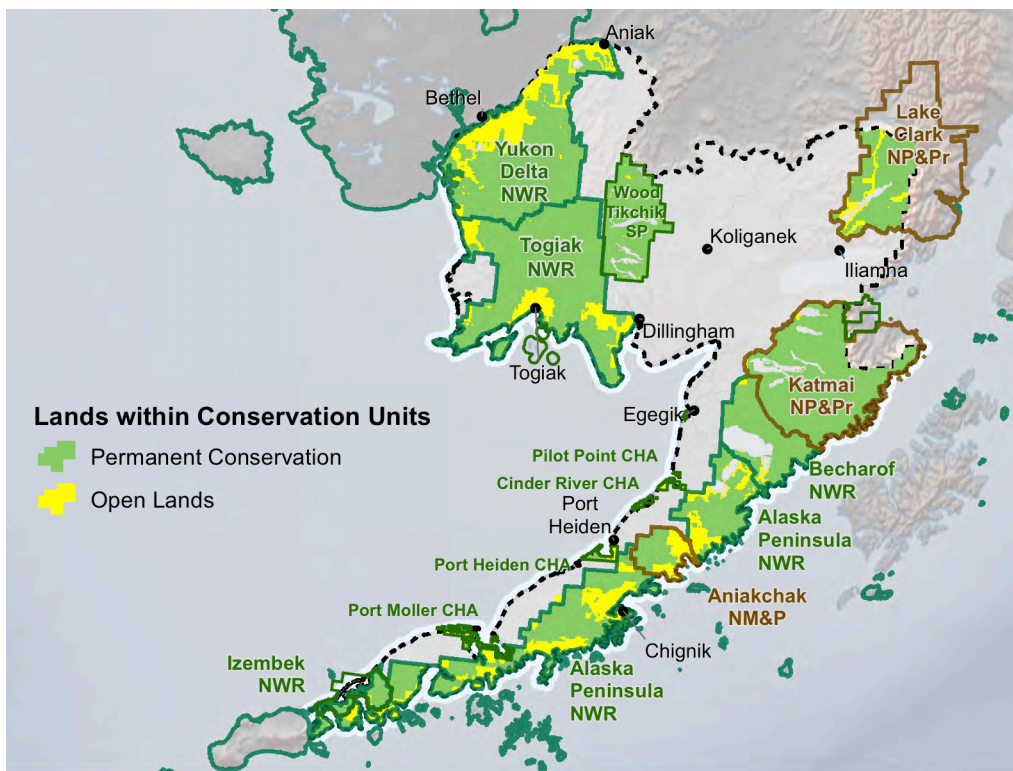 Aniak
Bethel
Lake
Clark
NP&Pr
Yukon
Delta
NWR
Wood
Tikchik
SP
Togiak
NWR
Koliganek
Iliamna
Dillingham
Togiak
Katmai
NP&Pr
Egegik
Lands within Conservation Units
Permanent Conservation
Open Lands
Pilot Point CHA
Becharof
NWR
Cinder River CHA
Port
Heiden
Alaska
Peninsula
NWR
Port Heiden CHA
Aniakchak
NM&P
Port Moller CHA
Chignik
Izembek
NWR
Alaska
Peninsula
NWR